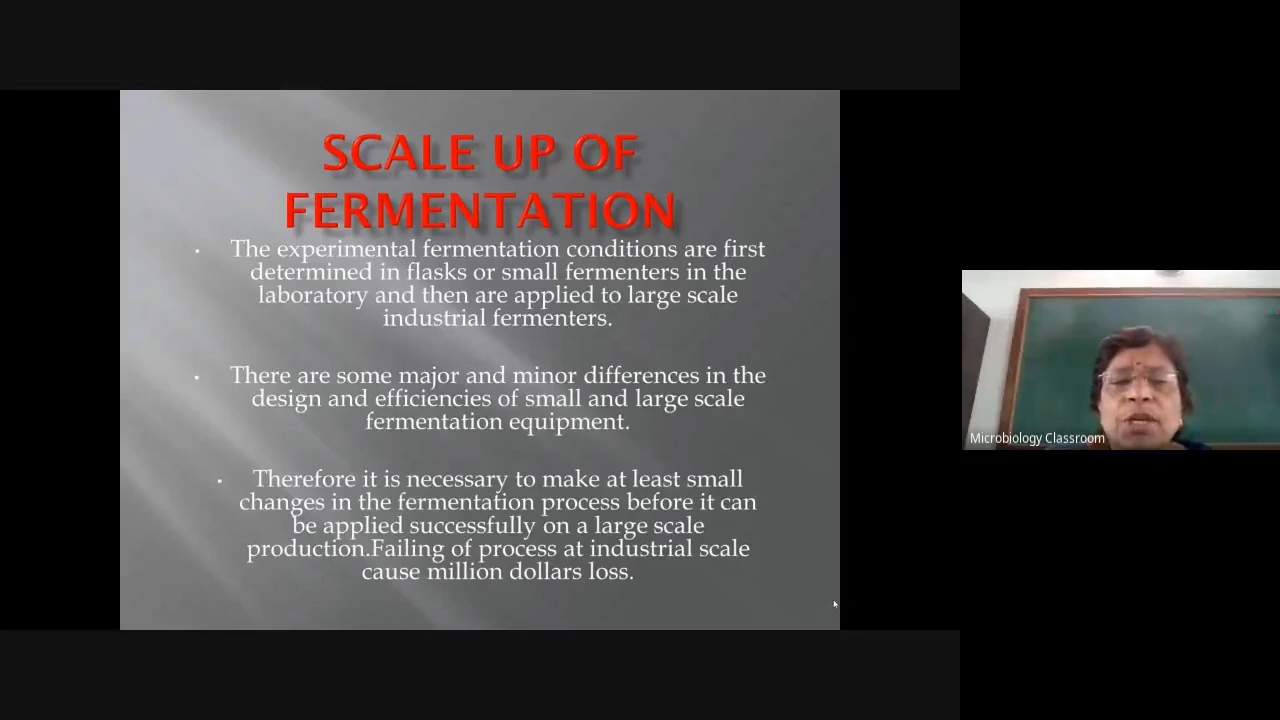 SCALE UP OF
FERMENTATION
• The experimental fermentation conditions are first
determined in flasks or small fermenters in the
laboratory and then are applied to large scale
industrial fermenters.
• There are some major and minor differences in the
design and efficiencies of small and large scale
fermentation equipment.
• Therefore it is necessary to make at least small
changes in the fermentation process before it can
be applied successfully on a large scale
production.Failing of process at industrial scale
cause million dollars loss.
Microbiology Classroom